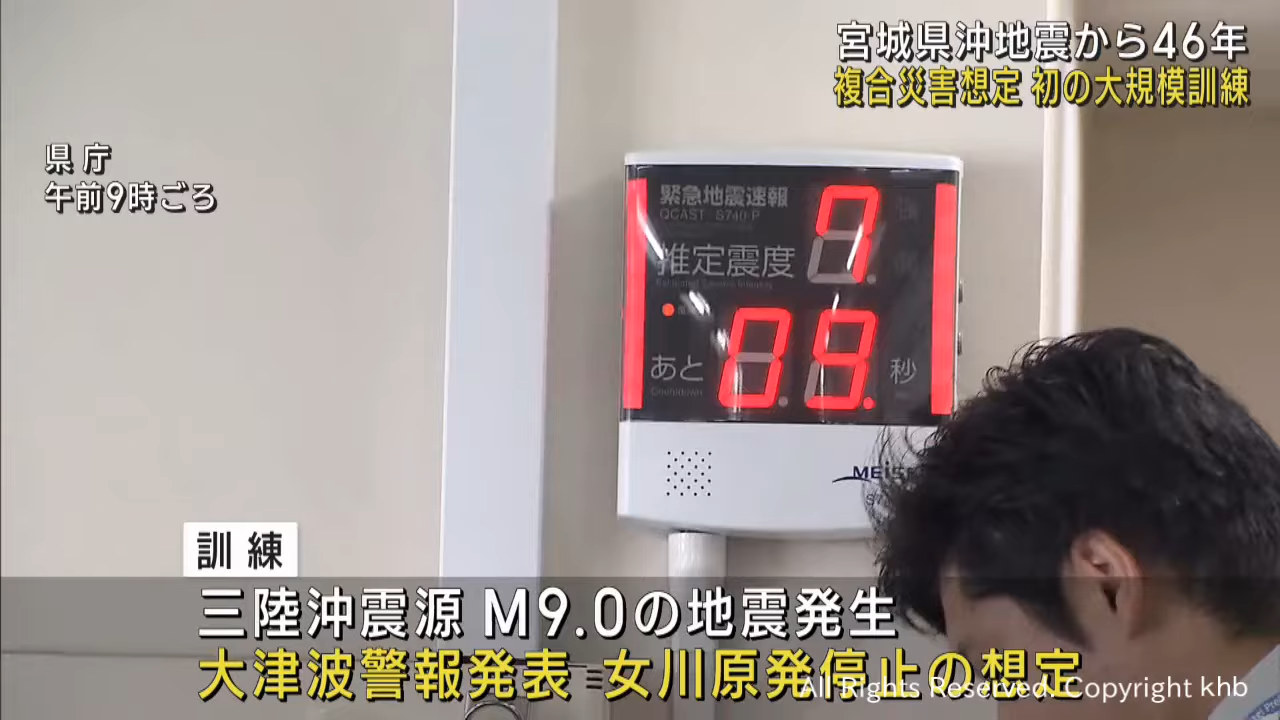 宮城県沖地震から46年
複合災害想定 初の大規模訓練
県庁
午前9時ごろ
緊急地震速報
QCAST S740-P
7
推定震度
あと 09 秒
Countdown
訓練
三陸沖震源 M9.0の地震発生
大津波警報発表 女川原発停止の想定
All Rights Reserved. Copyright khb